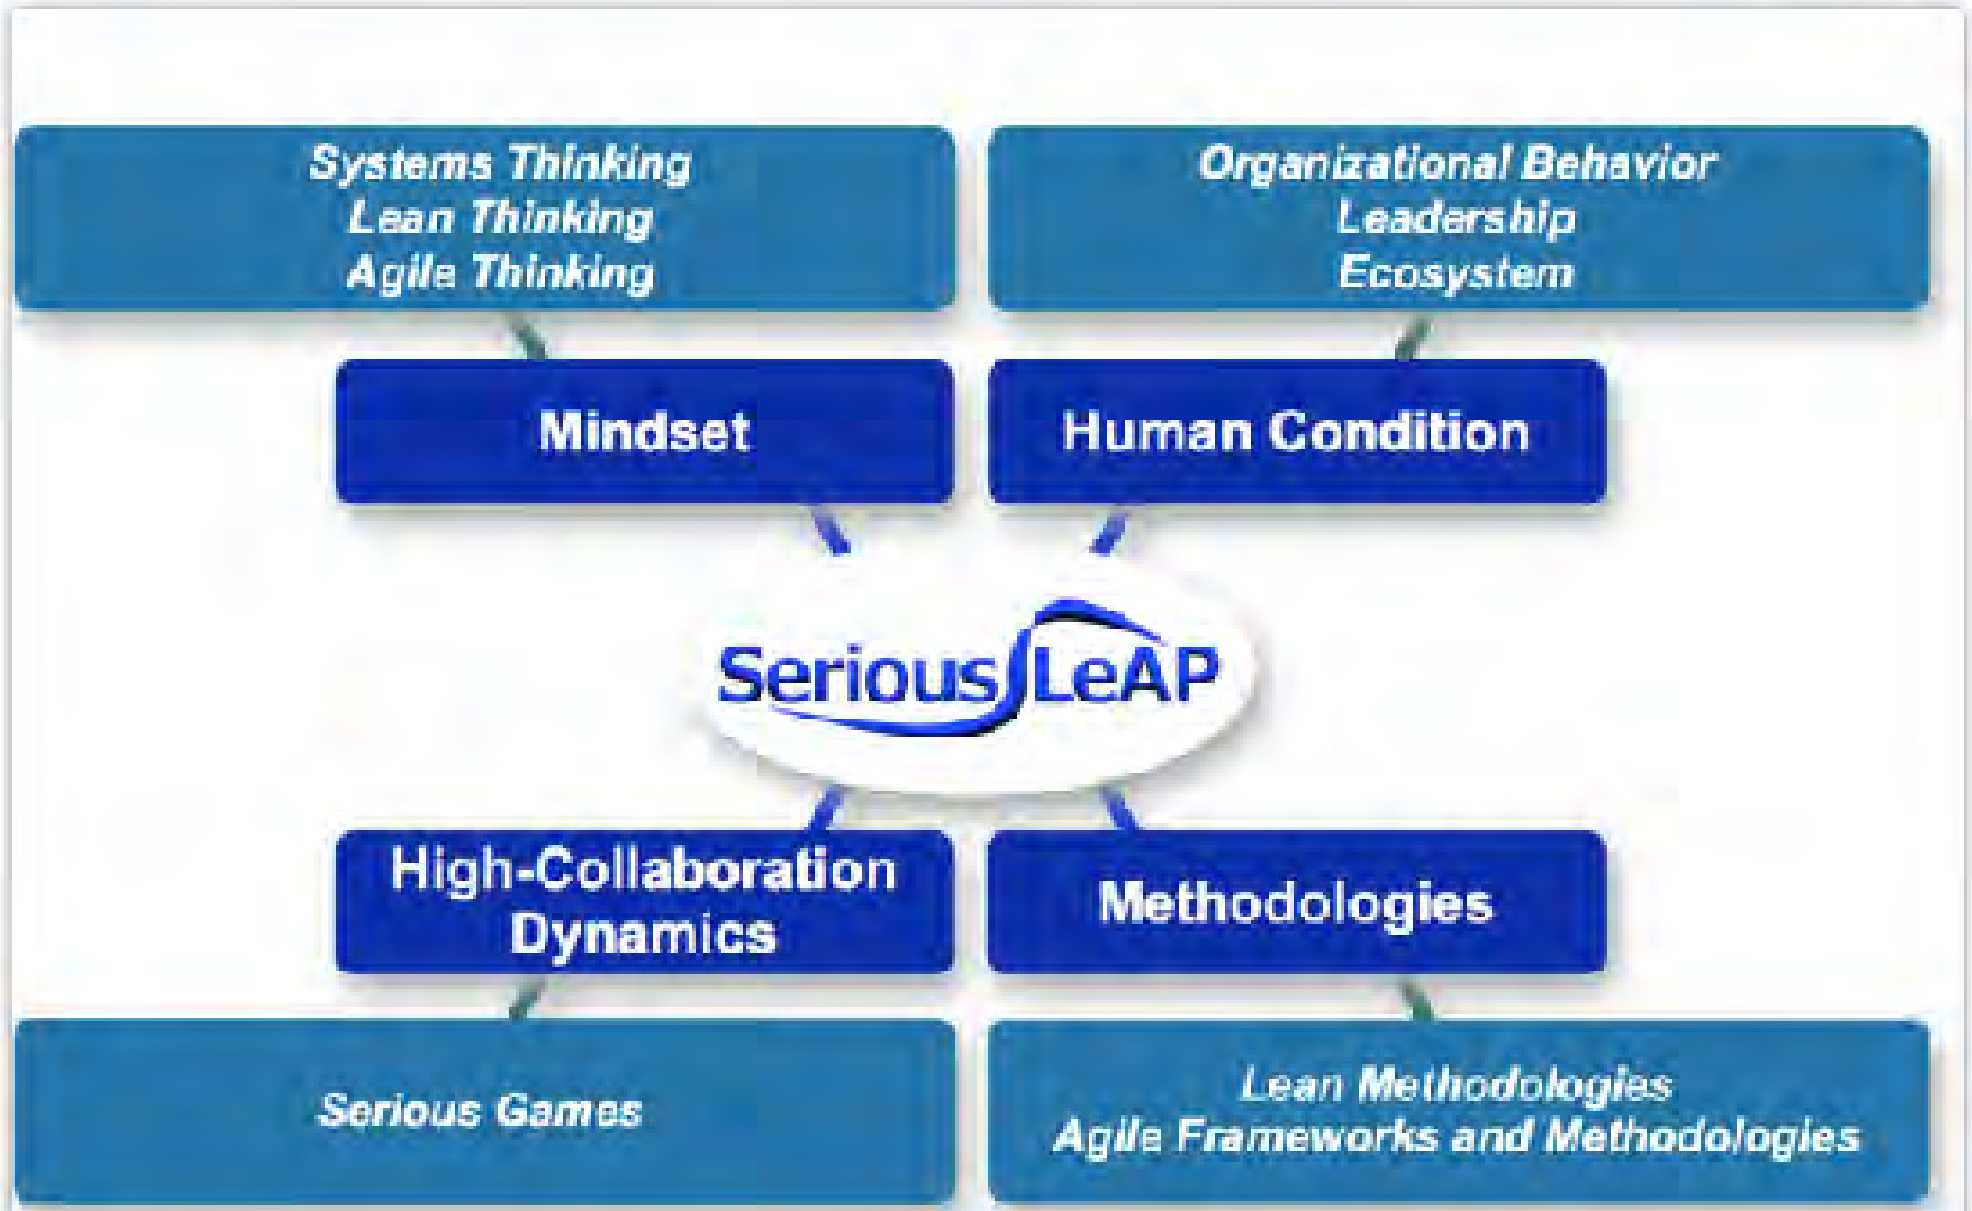 Systems Thinking
Lean Thinking
Agile Thinking
Organizational Behavior
Leadership
Ecosystem
Mindset
Human Condition
Serious LeAP
High-Collaboration
Dynamics
Methodologies
Serious Games
Lean Methodologies
Agile Frameworks and Methodologies